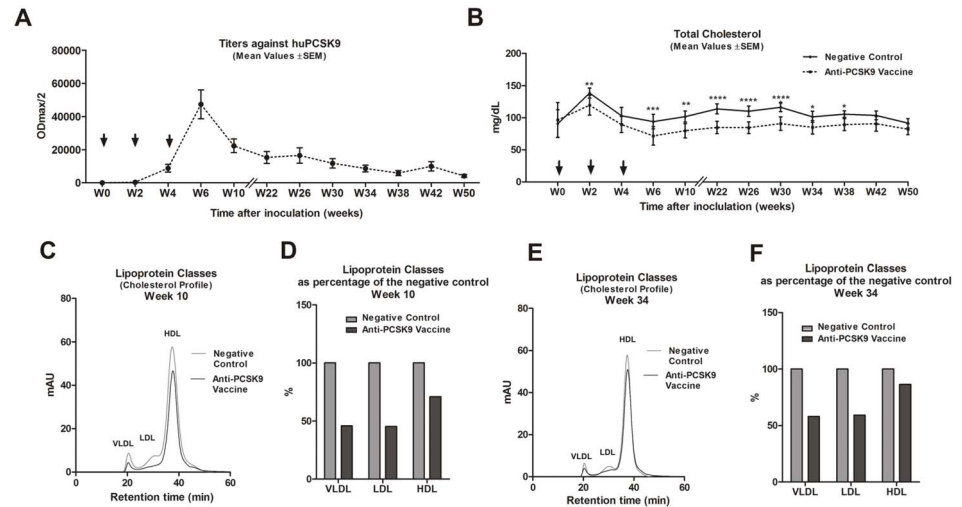 A
Titers against huPCSK9
(Mean Values ±SEM)
80000
60000
40000
20000
0
ODmax/2
W0 W2 W4 W6 W10 W22 W26 W30 W34 W38 W42 W50
Time after inoculation (weeks)
B
Total Cholesterol
(Mean Values ±SEM)
Negative Control
Anti-PCSK9 Vaccine
200
150
100
50
0
mg/dL
** *** ** **** **** **** * *
W0 W2 W4 W6 W10 W22 W26 W30 W34 W38 W42 W50
Time after inoculation (weeks)
C
Lipoprotein Classes
(Cholesterol Profile)
Week 10
80
60
40
20
0
mAU
HDL
Negative
Control
Anti-PCSK9
Vaccine
VLDL
LDL
0 20 40 60
Retention time (min)
D
Lipoprotein Classes
as percentage of the negative control
Week 10
150
100
50
0
%
Negative Control
Anti-PCSK9 Vaccine
VLDL LDL HDL
E
Lipoprotein Classes
(Cholesterol Profile)
Week 34
80
60
40
20
0
mAU
HDL
Negative
Control
Anti-PCSK9
Vaccine
VLDL
LDL
0 20 40 60
Retention time (min)
F
Lipoprotein Classes
as percentage of the negative control
Week 34
150
100
50
0
%
Negative Control
Anti-PCSK9 Vaccine
VLDL LDL HDL